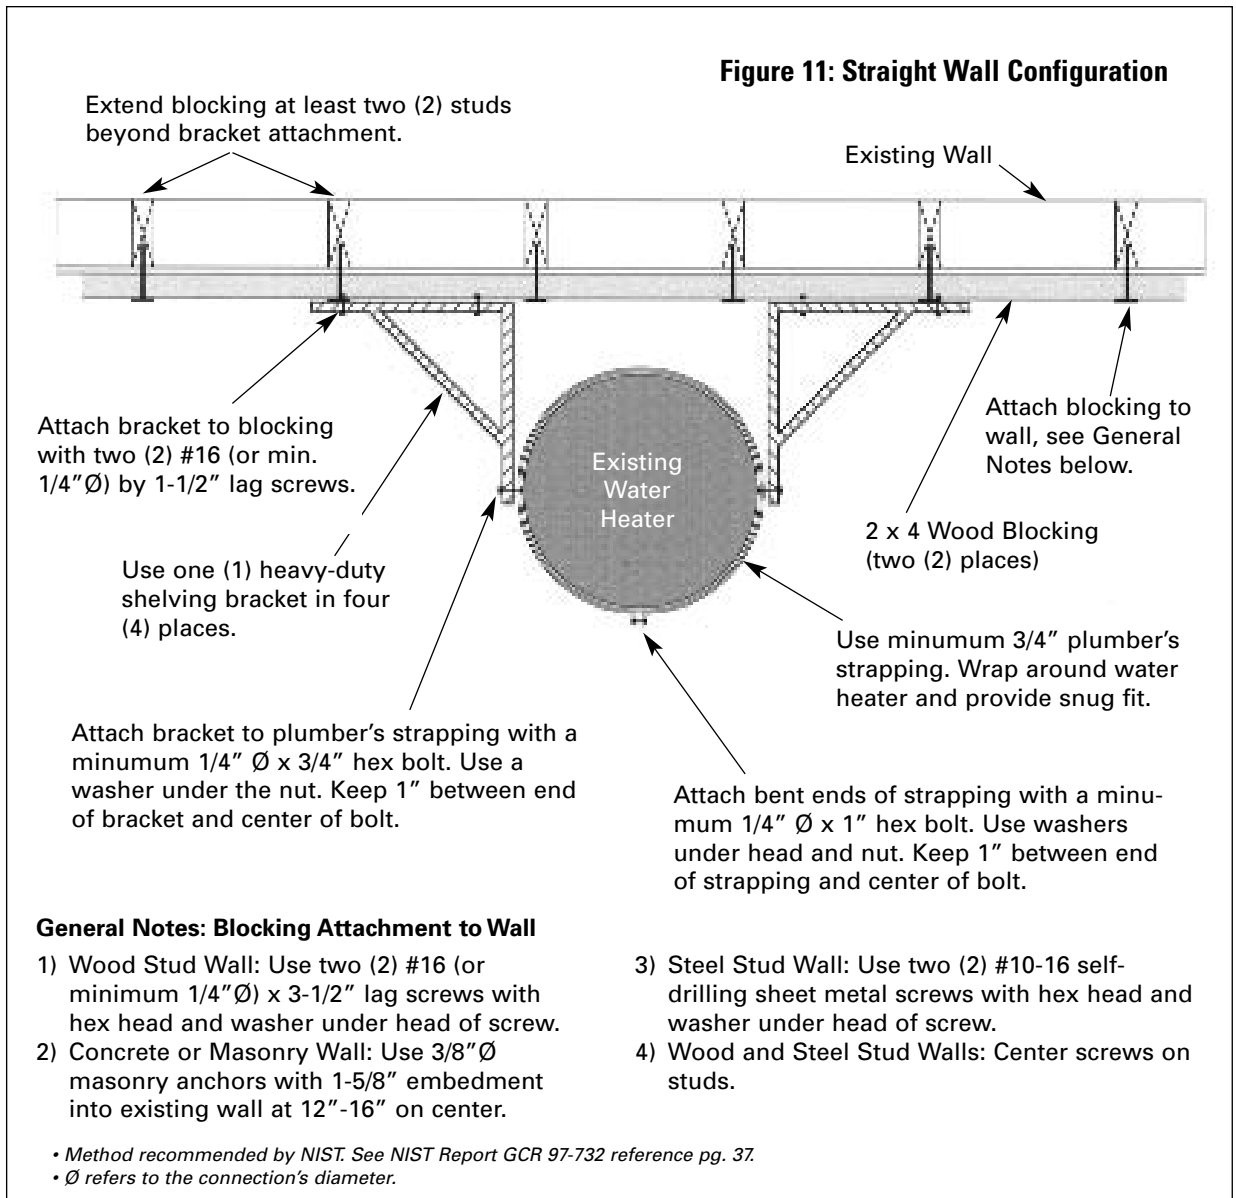 Figure 11: Straight Wall Configuration
Extend blocking at least two (2) studs
beyond bracket attachment.
Existing Wall
Attach bracket to blocking
with two (2) #16 (or min.
1/4”Ø) by 1-1/2” lag screws.
Existing
Water
Heater
Attach blocking to
wall, see General
Notes below.
2 x 4 Wood Blocking
(two (2) places)
Use one (1) heavy-duty
shelving bracket in four
(4) places.
Use minumum 3/4” plumber’s
strapping. Wrap around water
heater and provide snug fit.
Attach bracket to plumber’s strapping with a
minumum 1/4” Ø x 3/4” hex bolt. Use a
washer under the nut. Keep 1” between end
of bracket and center of bolt.
Attach bent ends of strapping with a minu-
mum 1/4” Ø x 1” hex bolt. Use washers
under head and nut. Keep 1” between end
of strapping and center of bolt.
General Notes: Blocking Attachment to Wall
1) Wood Stud Wall: Use two (2) #16 (or
minimum 1/4”Ø) x 3-1/2” lag screws with
hex head and washer under head of screw.
2) Concrete or Masonry Wall: Use 3/8”Ø
masonry anchors with 1-5/8” embedment
into existing wall at 12”-16” on center.
3) Steel Stud Wall: Use two (2) #10-16 self-
drilling sheet metal screws with hex head and
washer under head of screw.
4) Wood and Steel Stud Walls: Center screws on
studs.
• Method recommended by NIST. See NIST Report GCR 97-732 reference pg. 37.
• Ø refers to the connection’s diameter.